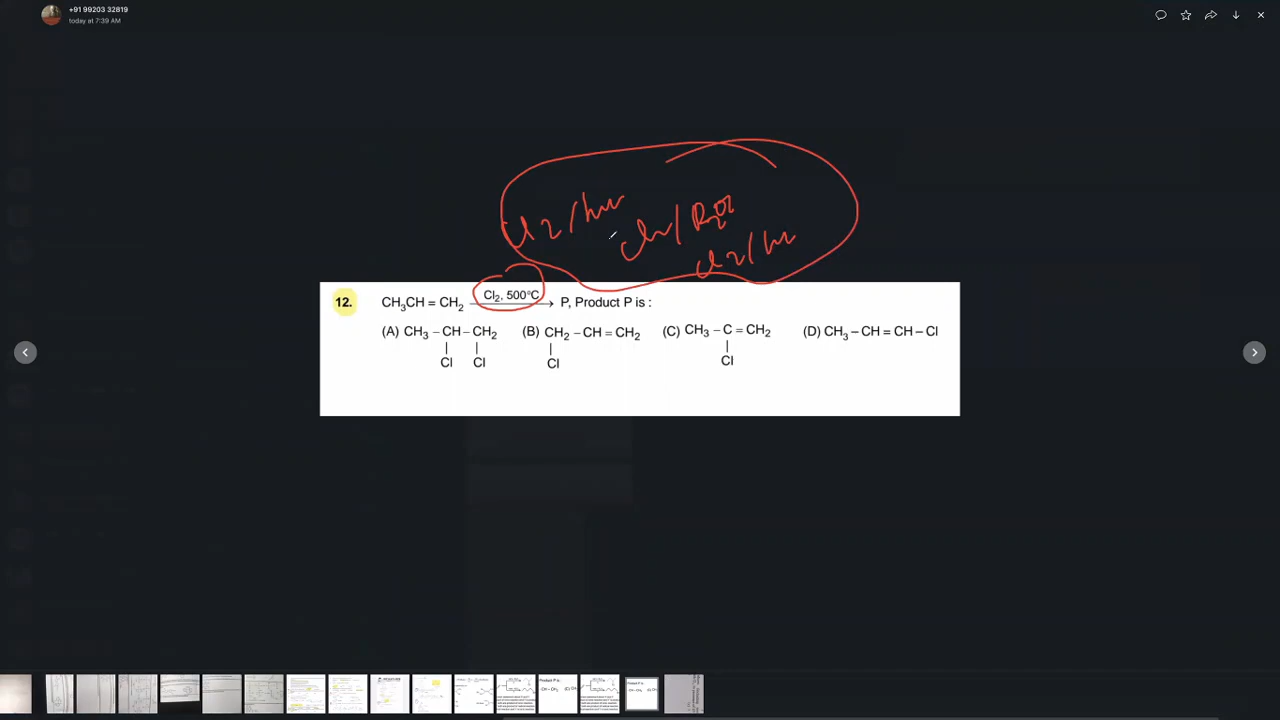 +91 99203 32819
today at 7:39 AM
Cl2/hν
Cl2/R2O2
Cl2/hν
12. CH₃CH = CH₂ Cl₂, 500°C → P, Product P is :
(A) CH₃ – CH – CH₂ (B) CH₂ – CH = CH₂ (C) CH₃ – C = CH₂ (D) CH₃ – CH = CH – Cl
Cl Cl Cl Cl